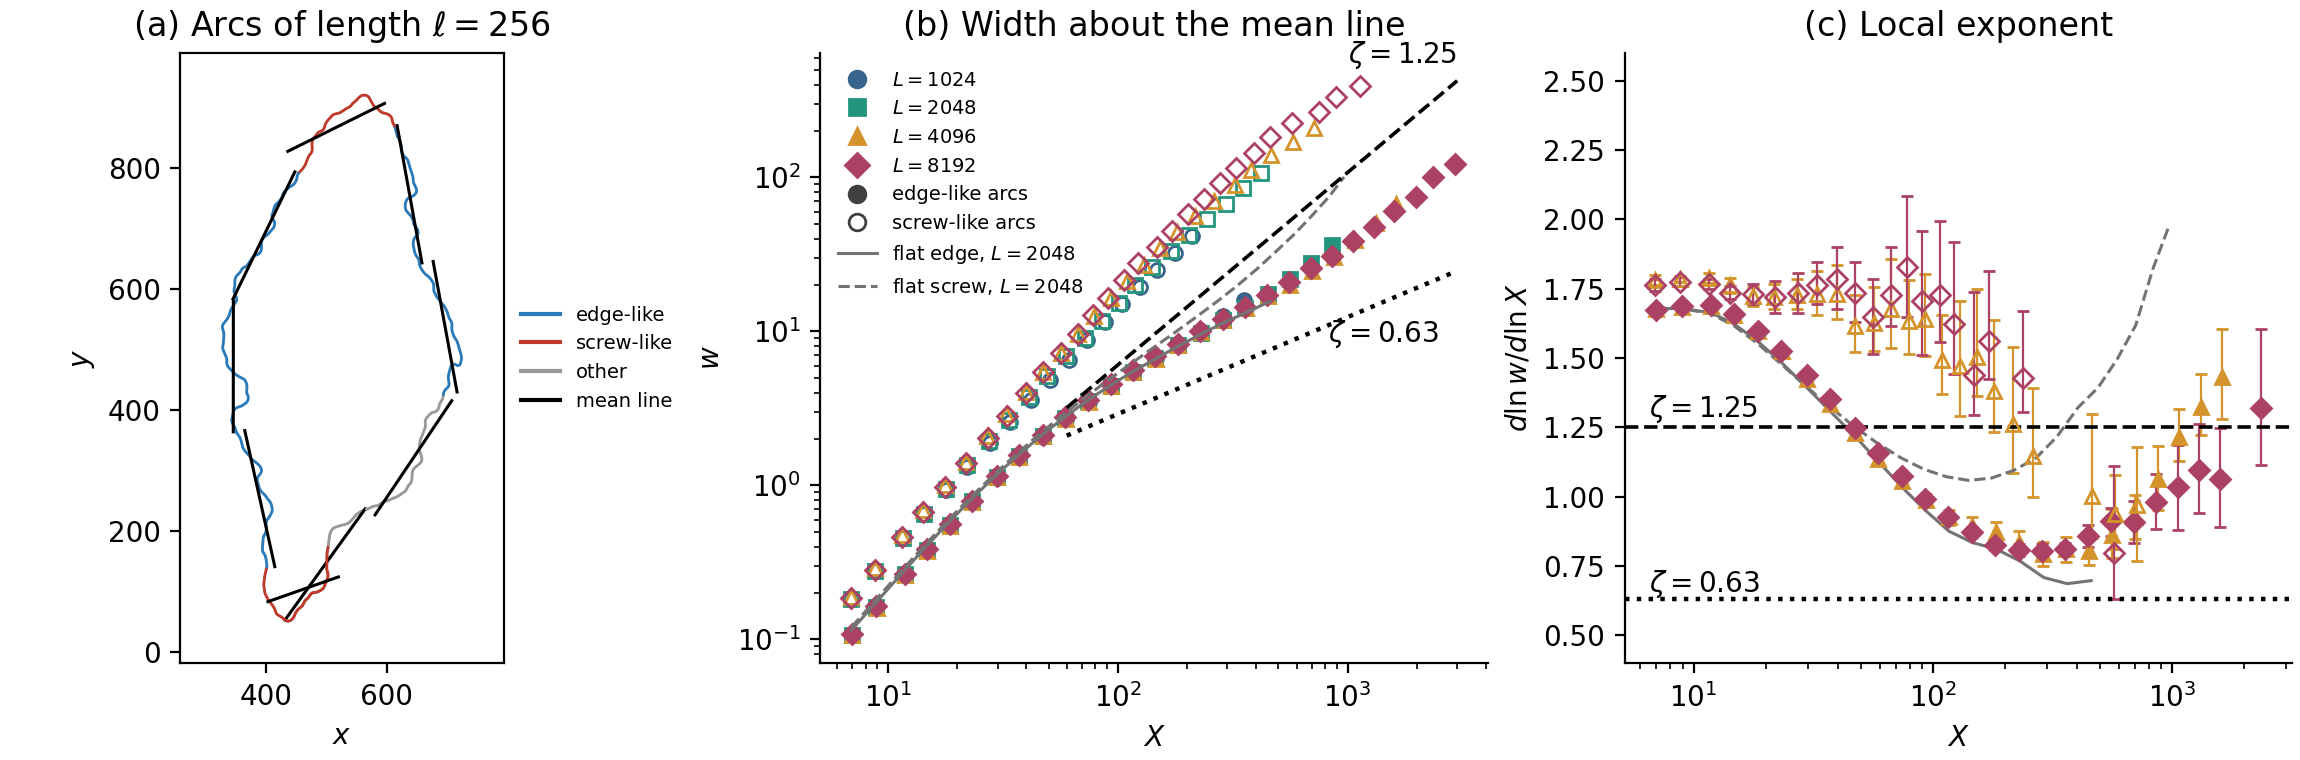 (a) Arcs of length ℓ = 256
y
800
600
400
200
0
400
600
x
edge-like
screw-like
other
mean line
(b) Width about the mean line
w
10²
10¹
10⁰
10⁻¹
L = 1024
L = 2048
L = 4096
L = 8192
edge-like arcs
screw-like arcs
flat edge, L = 2048
flat screw, L = 2048
ζ = 1.25
ζ = 0.63
10¹
10²
10³
X
(c) Local exponent
d ln w/d ln X
2.50
2.25
2.00
1.75
1.50
1.25
1.00
0.75
0.50
ζ = 1.25
ζ = 0.63
10¹
10²
10³
X